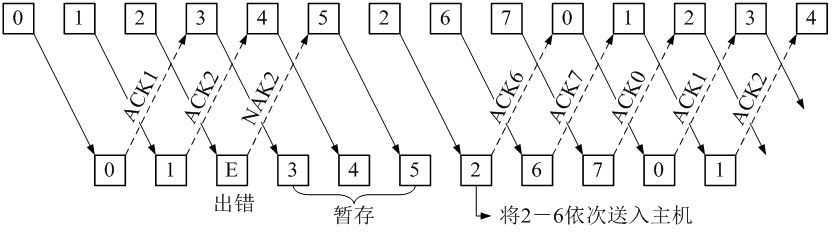 0 1 2 3 4 5 2 6 7 0 1 2 3 4
ACK1 ACK2 NAK2 ACK6 ACK7 ACK0 ACK1 ACK2
0 1 E 3 4 5 2 6 7 0 1
出错 暂存 将2－6依次送入主机